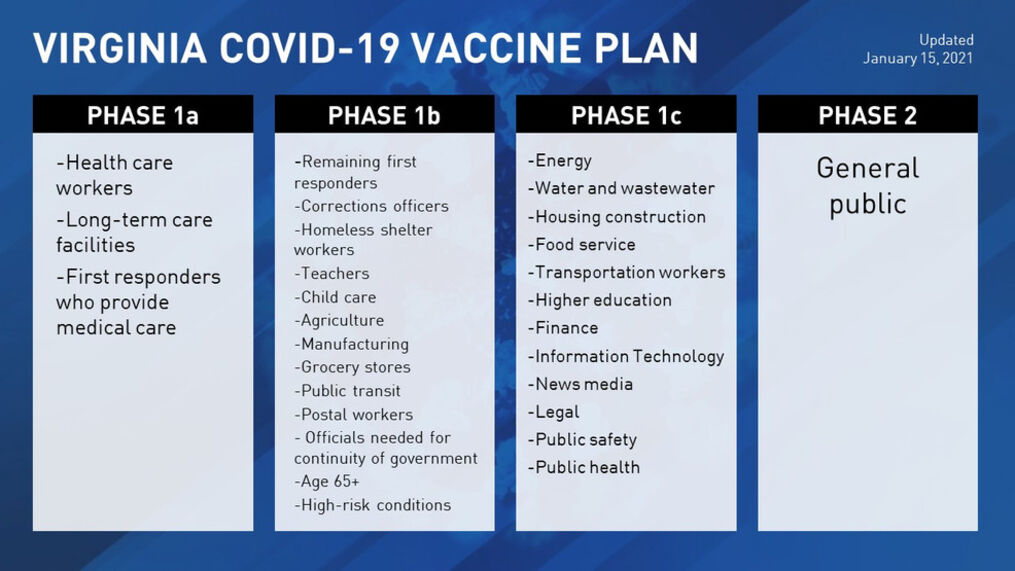 VIRGINIA COVID-19 VACCINE PLAN
Updated
January 15, 2021
PHASE 1a
-Health care
workers
-Long-term care
facilities
-First responders
who provide
medical care
PHASE 1b
-Remaining first
responders
-Corrections officers
-Homeless shelter
workers
-Teachers
-Child care
-Agriculture
-Manufacturing
-Grocery stores
-Public transit
-Postal workers
- Officials needed for
continuity of government
-Age 65+
-High-risk conditions
PHASE 1c
-Energy
-Water and wastewater
-Housing construction
-Food service
-Transportation workers
-Higher education
-Finance
-Information Technology
-News media
-Legal
-Public safety
-Public health
PHASE 2
General
public